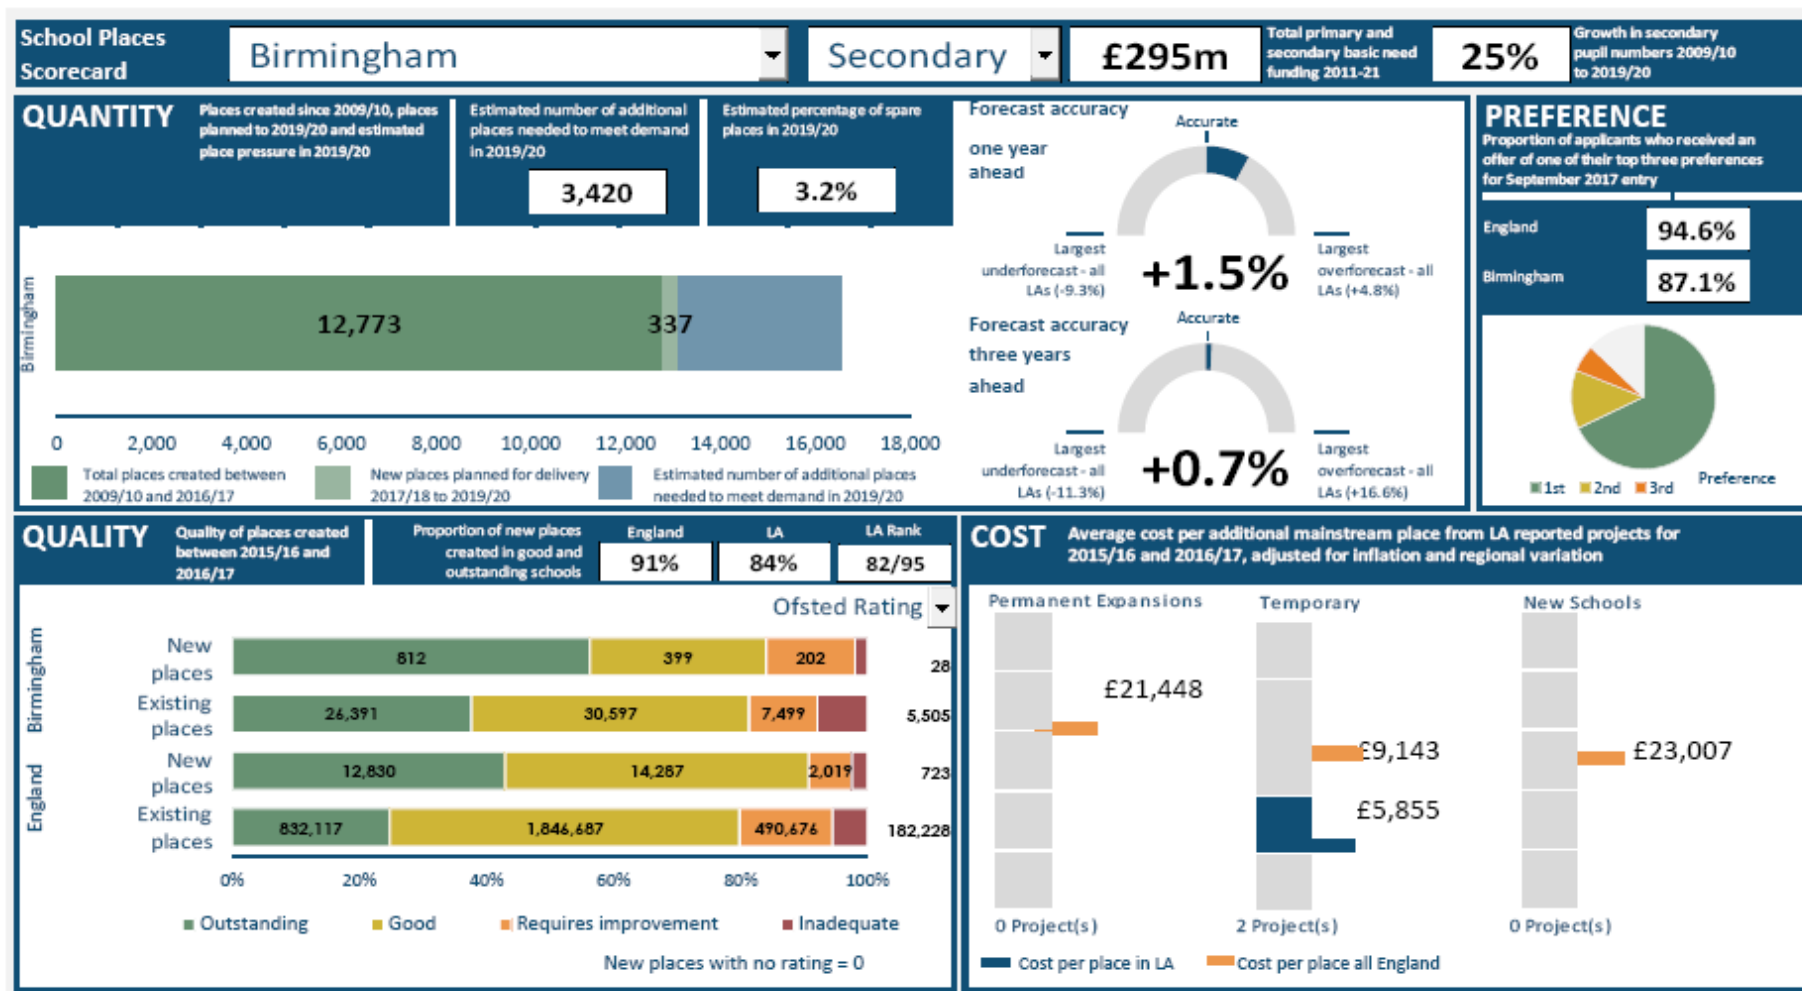 School Places
Scorecard
Birmingham
Secondary
£295m
Total primary and
secondary basic need
funding 2011-21
25%
Growth in secondary
pupil numbers 2009/10
to 2019/20
QUANTITY
Places created since 2009/10, places
planned to 2019/20 and estimated
place pressure in 2019/20
Estimated number of additional
places needed to meet demand
in 2019/20
3,420
Estimated percentage of spare
places in 2019/20
3.2%
Birmingham
12,773
337
0
2,000
4,000
6,000
8,000
10,000
12,000
14,000
16,000
18,000
Total places created between
2009/10 and 2016/17
New places planned for delivery
2017/18 to 2019/20
Estimated number of additional places
needed to meet demand in 2019/20
Forecast accuracy
one year
ahead
Accurate
Largest
underforecast - all
LAs (-9.3%)
+1.5%
Largest
overforecast - all
LAs (+4.8%)
Forecast accuracy
three years
ahead
Accurate
Largest
underforecast - all
LAs (-11.3%)
+0.7%
Largest
overforecast - all
LAs (+16.6%)
PREFERENCE
Proportion of applicants who received an
offer of one of their top three preferences
for September 2017 entry
England
94.6%
Birmingham
87.1%
1st
2nd
3rd
Preference
QUALITY
Quality of places created
between 2015/16 and
2016/17
Proportion of new places
created in good and
outstanding schools
England
91%
LA
84%
LA Rank
82/95
Ofsted Rating
Birmingham
New
places
812
399
202
28
Existing
places
26,391
30,597
7,499
5,505
England
New
places
12,830
14,287
2,019
723
Existing
places
832,117
1,846,687
490,676
182,228
0%
20%
40%
60%
80%
100%
Outstanding
Good
Requires improvement
Inadequate
New places with no rating = 0
COST
Average cost per additional mainstream place from LA reported projects for
2015/16 and 2016/17, adjusted for inflation and regional variation
Permanent Expansions
£21,448
0 Project(s)
Temporary
£9,143
£5,855
2 Project(s)
New Schools
£23,007
0 Project(s)
Cost per place in LA
Cost per place all England